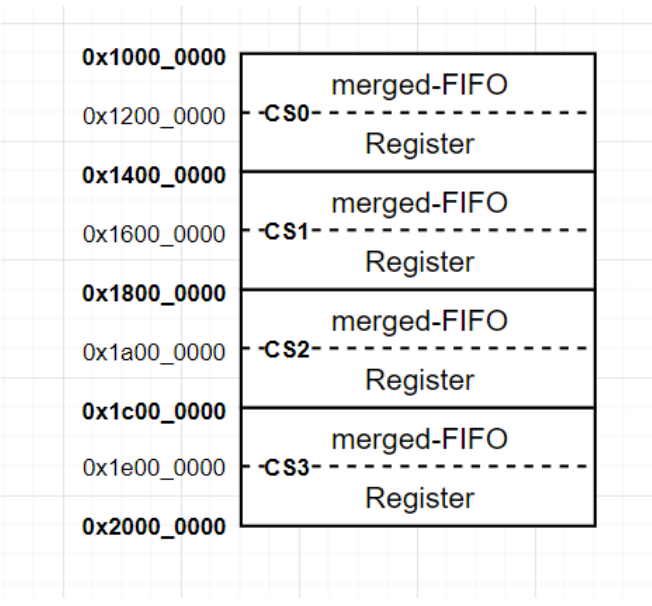 0x1000_0000
merged-FIFO
0x1200_0000 CS0
Register
0x1400_0000
merged-FIFO
0x1600_0000 CS1
Register
0x1800_0000
merged-FIFO
0x1a00_0000 CS2
Register
0x1c00_0000
merged-FIFO
0x1e00_0000 CS3
Register
0x2000_0000